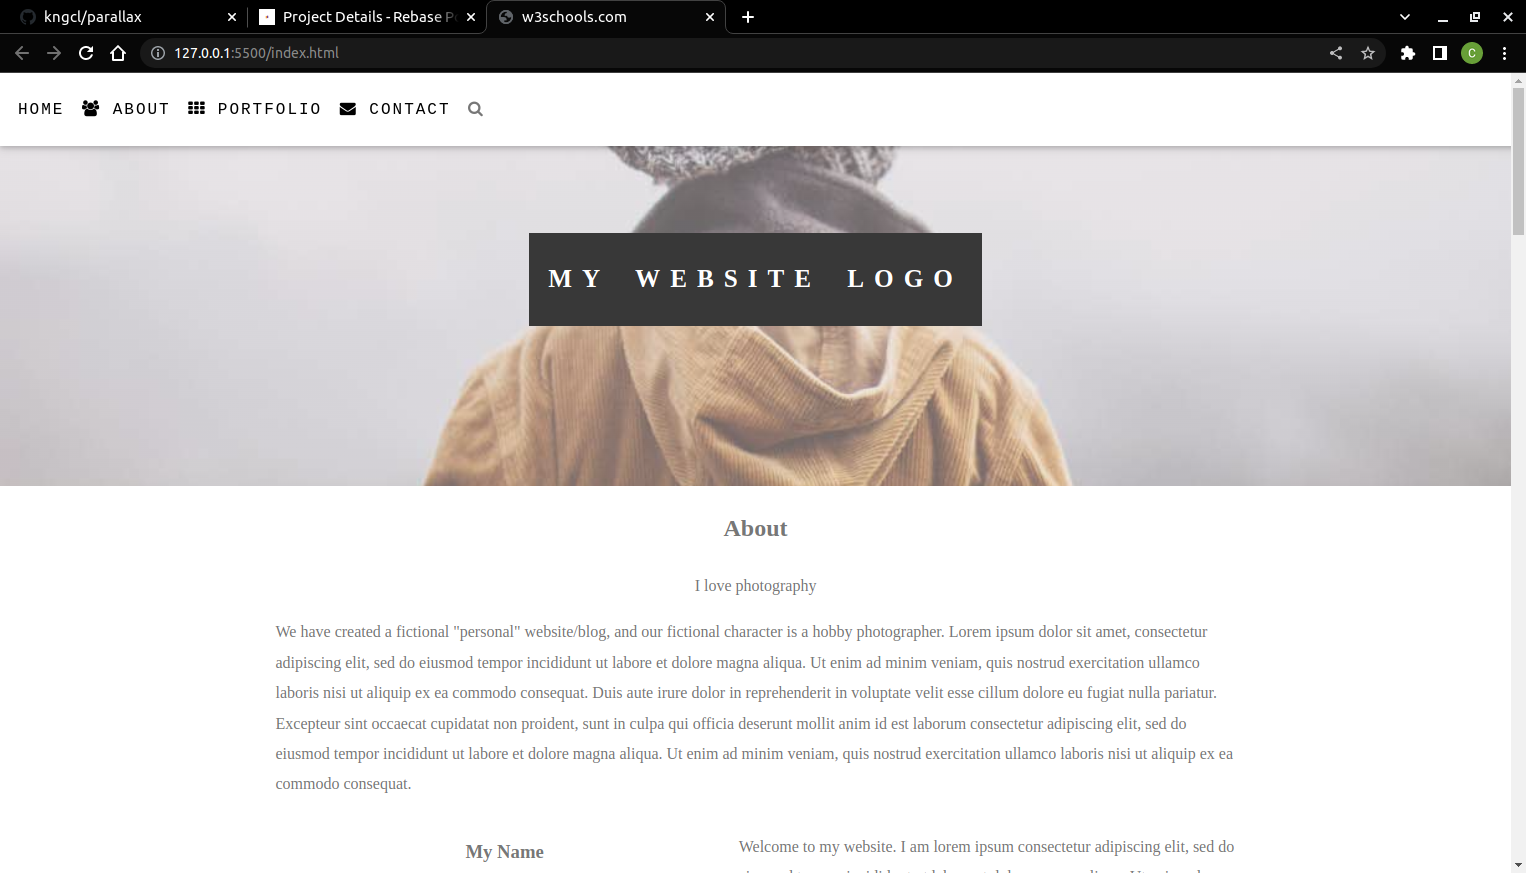 kngcl/parallax
Project Details - Rebase
w3schools.com
127.0.0.1:5500/index.html
C
HOME ABOUT PORTFOLIO CONTACT
MY WEBSITE LOGO
About
I love photography
We have created a fictional "personal" website/blog, and our fictional character is a hobby photographer. Lorem ipsum dolor sit amet, consectetur
adipiscing elit, sed do eiusmod tempor incididunt ut labore et dolore magna aliqua. Ut enim ad minim veniam, quis nostrud exercitation ullamco
laboris nisi ut aliquip ex ea commodo consequat. Duis aute irure dolor in reprehenderit in voluptate velit esse cillum dolore eu fugiat nulla pariatur.
Excepteur sint occaecat cupidatat non proident, sunt in culpa qui officia deserunt mollit anim id est laborum consectetur adipiscing elit, sed do
eiusmod tempor incididunt ut labore et dolore magna aliqua. Ut enim ad minim veniam, quis nostrud exercitation ullamco laboris nisi ut aliquip ex ea
commodo consequat.
My Name
Welcome to my website. I am lorem ipsum consectetur adipiscing elit, sed do